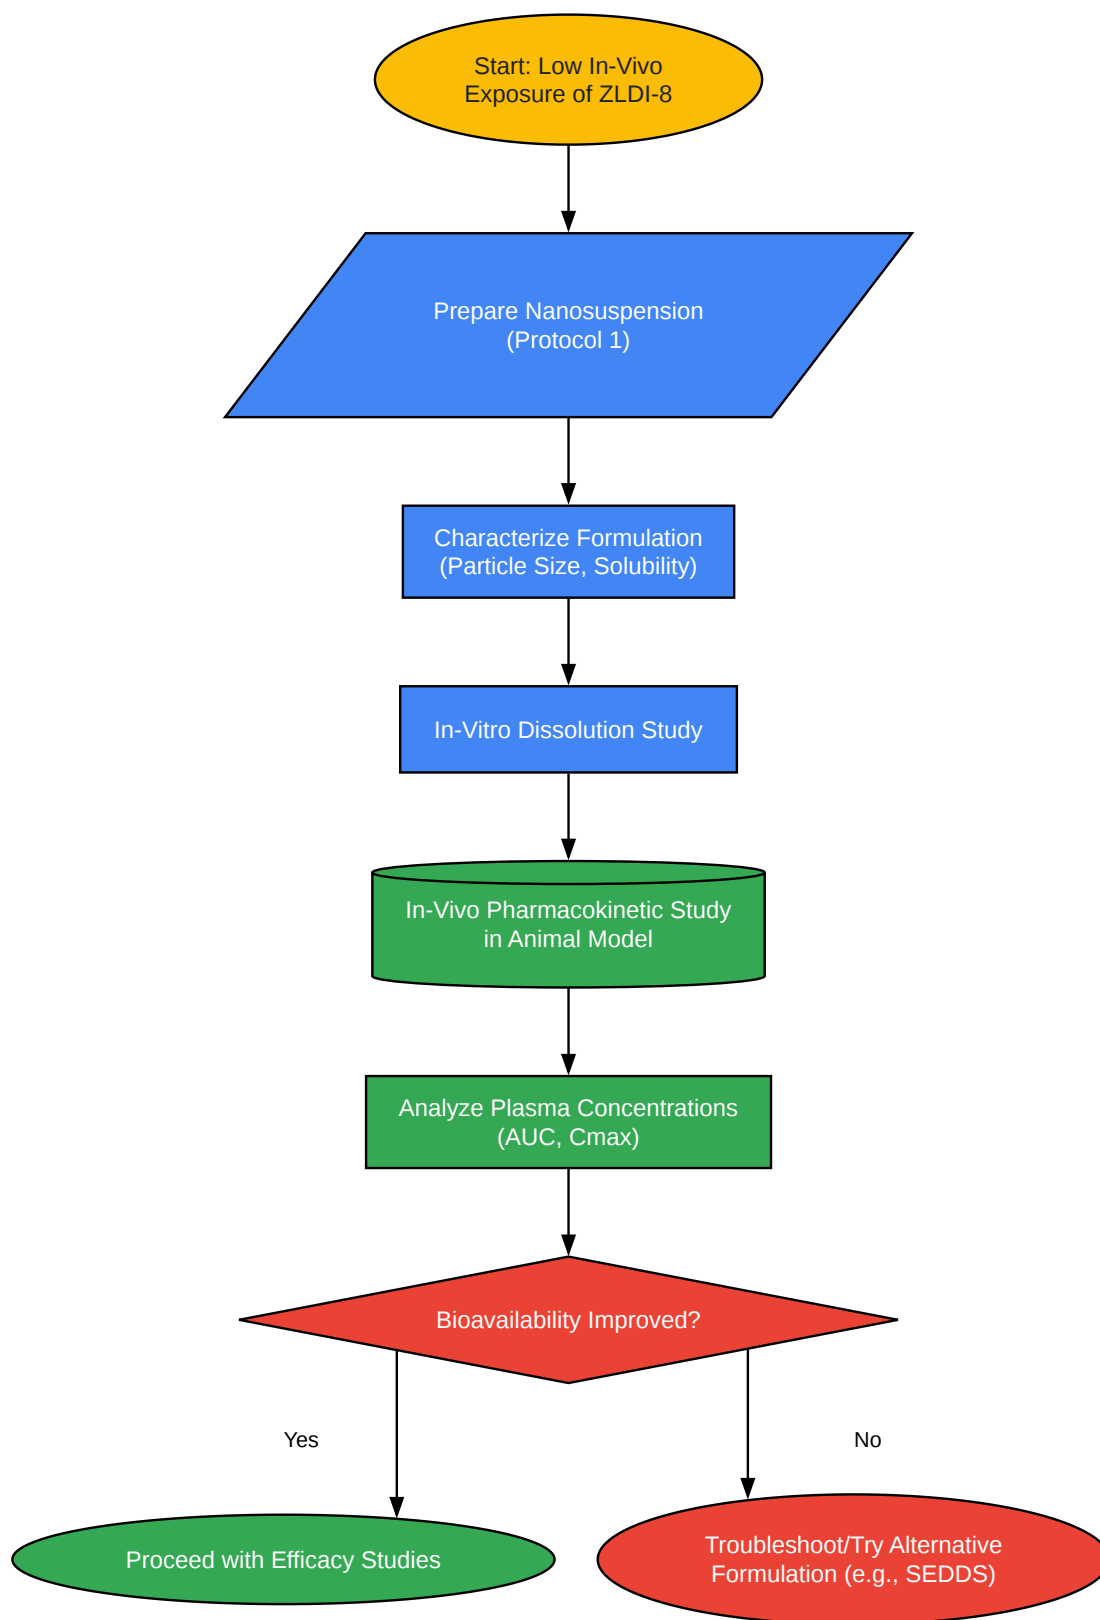 Start: Low In-Vivo
Exposure of ZLDI-8
Prepare Nanosuspension
(Protocol 1)
Characterize Formulation
(Particle Size, Solubility)
In-Vitro Dissolution Study
In-Vivo Pharmacokinetic Study
in Animal Model
Analyze Plasma Concentrations
(AUC, Cmax)
Bioavailability Improved?
Yes
No
Proceed with Efficacy Studies
Troubleshoot/Try Alternative
Formulation (e.g., SEDDS)